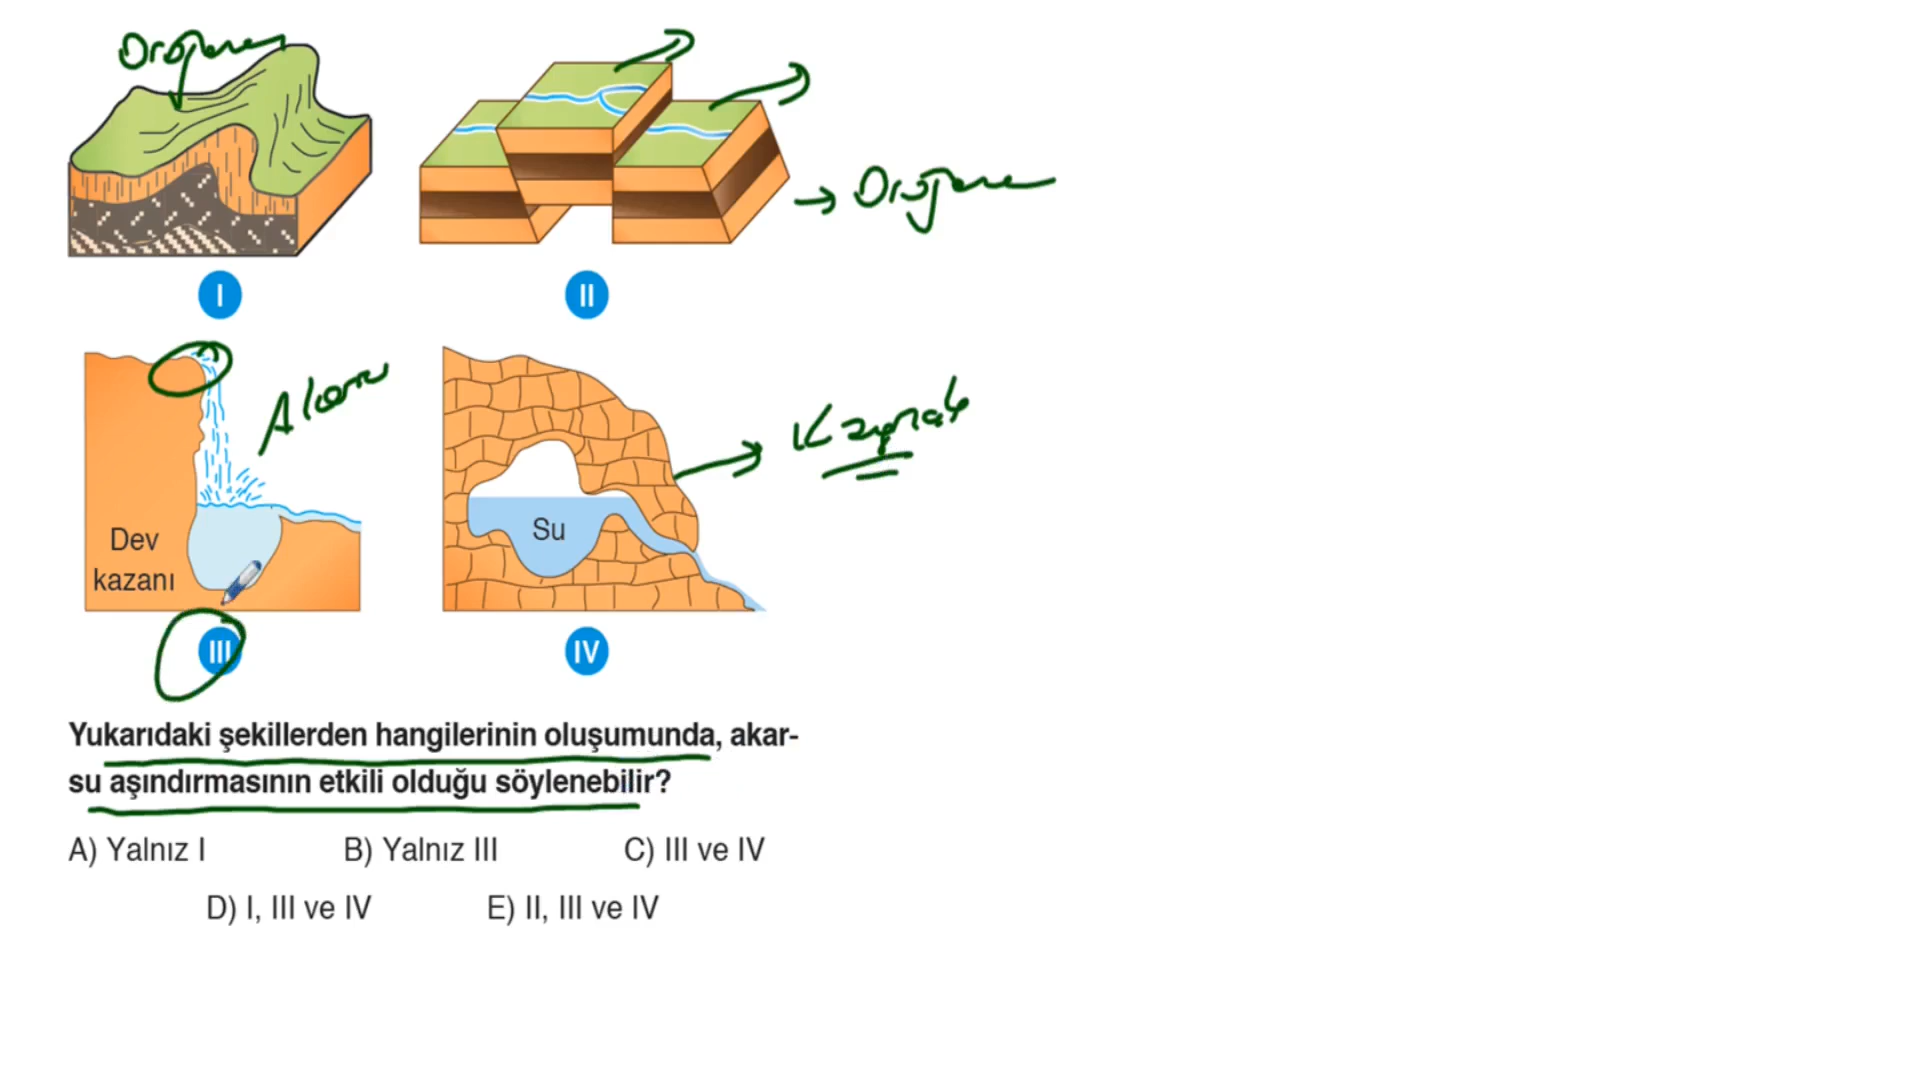 Orojenez
I
II
Orojenez
Dev
kazanı
Akarsu
III
Su
Kaynak
IV
Yukarıdaki şekillerden hangilerinin oluşumunda, akar-
su aşındırmasının etkili olduğu söylenebilir?
A) Yalnız I B) Yalnız III C) III ve IV
D) I, III ve IV E) II, III ve IV